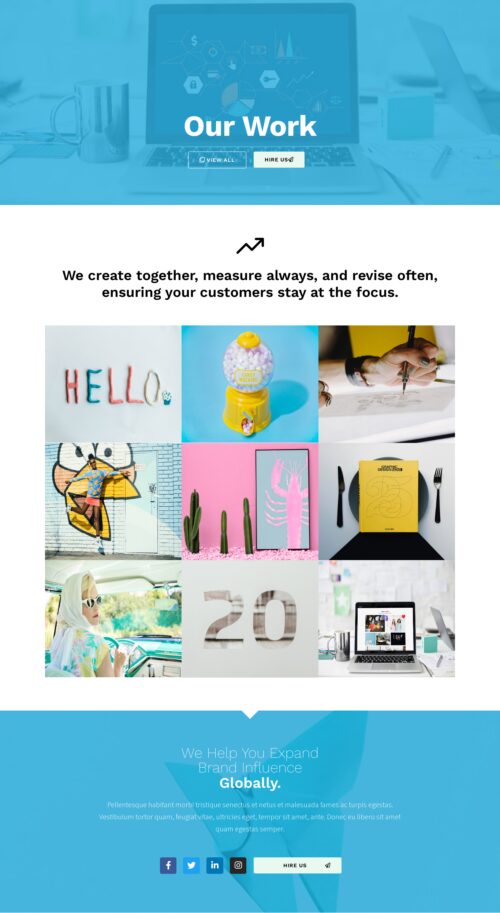 Our Work
VIEW ALL
HIRE US
We create together, measure always, and revise often,
ensuring your customers stay at the focus.
HELLO
20
We Help You Expand
Brand Influence
Globally.
Pellentesque habitant morbi tristique senectus et netus et malesuada fames ac turpis egestas.
Vestibulum tortor quam, feugiat vitae, ultricies eget, tempor sit amet, ante. Donec eu libero sit amet
quam egestas semper.
HIRE US